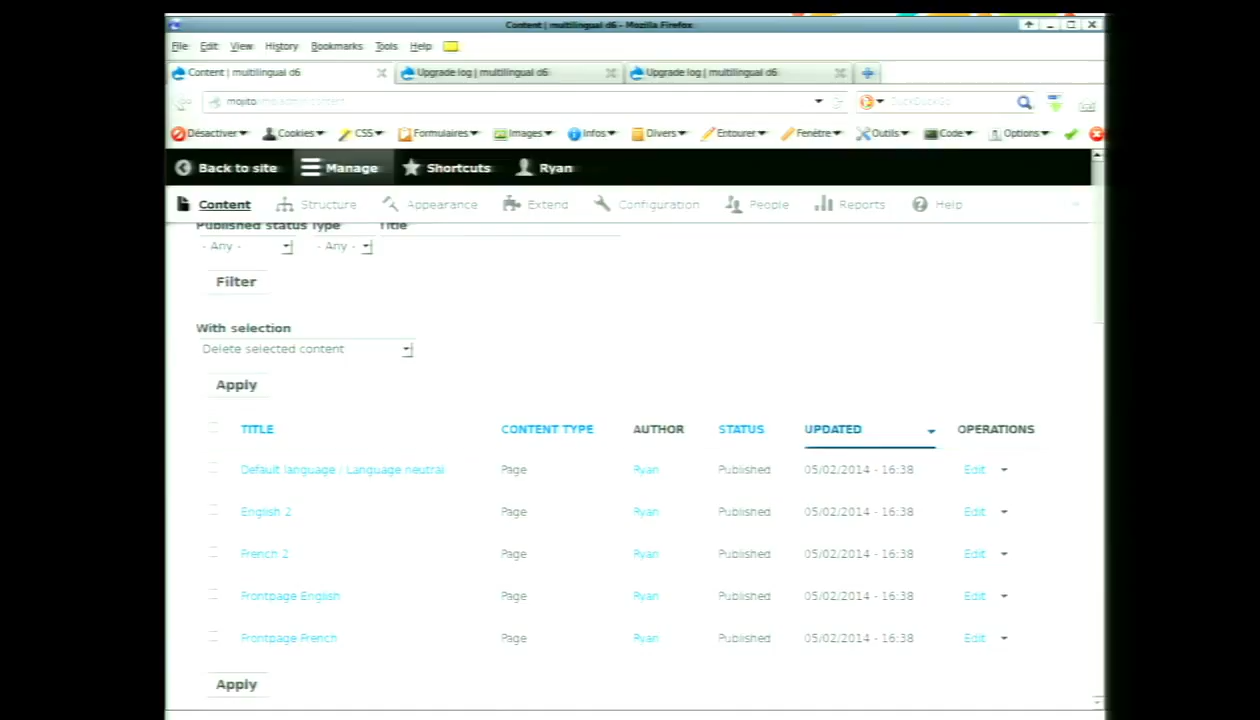 Content | multilingual d6 - Mozilla Firefox
File Edit View History Bookmarks Tools Help
Content | multilingual d6 Upgrade log | multilingual d6 Upgrade log | multilingual d6
mojito DuckDuckGo
Désactiver Cookies CSS Formulaires Images Infos Divers Entourer Fenêtre Outils Code Options
Back to site Manage Shortcuts Ryan
Content Structure Appearance Extend Configuration People Reports Help
Published status Type Title
- Any - - Any -
Filter
With selection
Delete selected content
Apply
TITLE CONTENT TYPE AUTHOR STATUS UPDATED OPERATIONS
Default language / Language neutral Page Ryan Published 05/02/2014 - 16:38 Edit
English 2 Page Ryan Published 05/02/2014 - 16:38 Edit
French 2 Page Ryan Published 05/02/2014 - 16:38 Edit
Frontpage English Page Ryan Published 05/02/2014 - 16:38 Edit
Frontpage French Page Ryan Published 05/02/2014 - 16:38 Edit
Apply